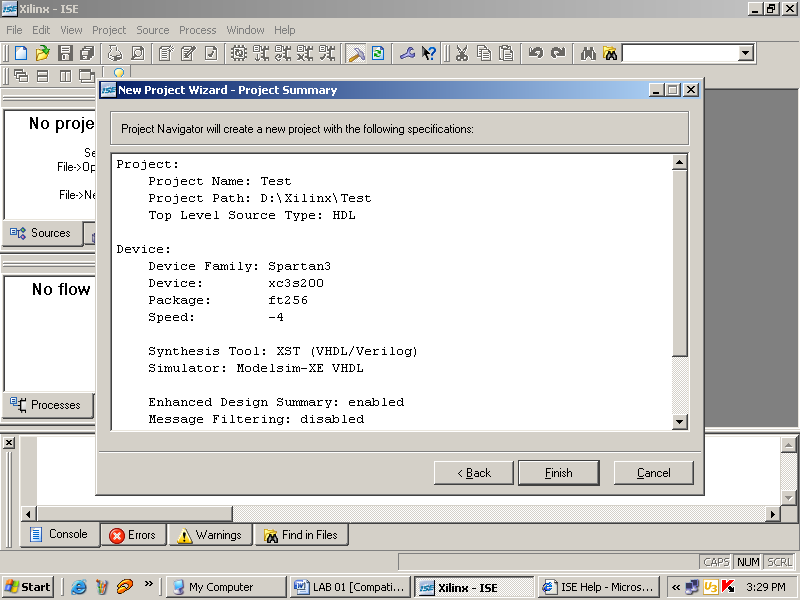 ISE Xilinx - ISE
File Edit View Project Source Process Window Help
No proje
Se
File->Op
File->Ne
Sources
No flow
Processes
ISE New Project Wizard - Project Summary
Project Navigator will create a new project with the following specifications:
Project:
Project Name: Test
Project Path: D:\Xilinx\Test
Top Level Source Type: HDL
Device:
Device Family: Spartan3
Device: xc3s200
Package: ft256
Speed: -4
Synthesis Tool: XST (VHDL/Verilog)
Simulator: Modelsim-XE VHDL
Enhanced Design Summary: enabled
Message Filtering: disabled
< Back Finish Cancel
Console Errors Warnings Find in Files
CAPS NUM SCRL
Start » My Computer LAB 01 [Compati... ISE Xilinx - ISE ISE Help - Micros... « 3:29 PM